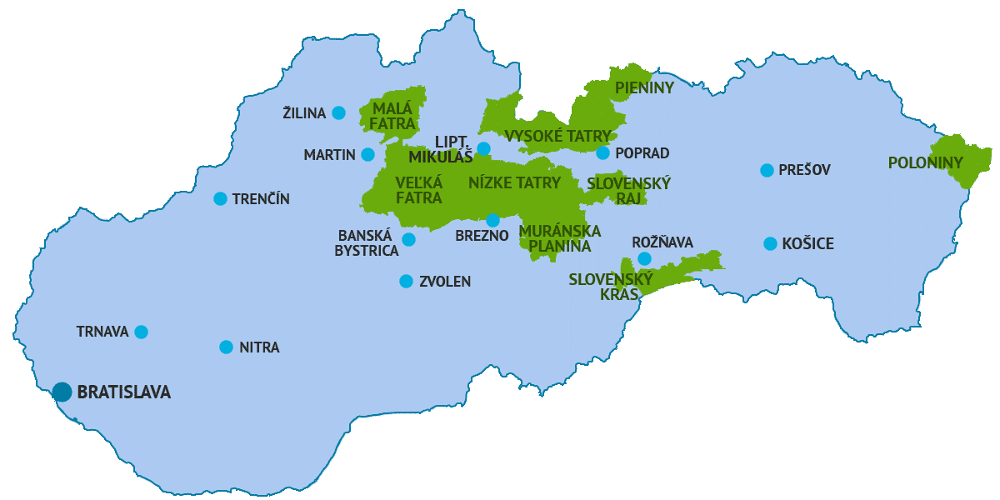 PIENINY
MALÁ
FATRA
ŽILINA
VYSOKÉ TATRY
LIPT.
MIKULÁŠ
MARTIN
POPRAD
POLONINY
PREŠOV
VEĽKÁ
FATRA
NÍZKE TATRY
SLOVENSKÝ
RAJ
TRENČÍN
BANSKÁ
BYSTRICA
BREZNO
MURÁNSKA
PLANINA
ROŽŇAVA
KOŠICE
ZVOLEN
SLOVENSKÝ
KRAS
TRNAVA
NITRA
BRATISLAVA